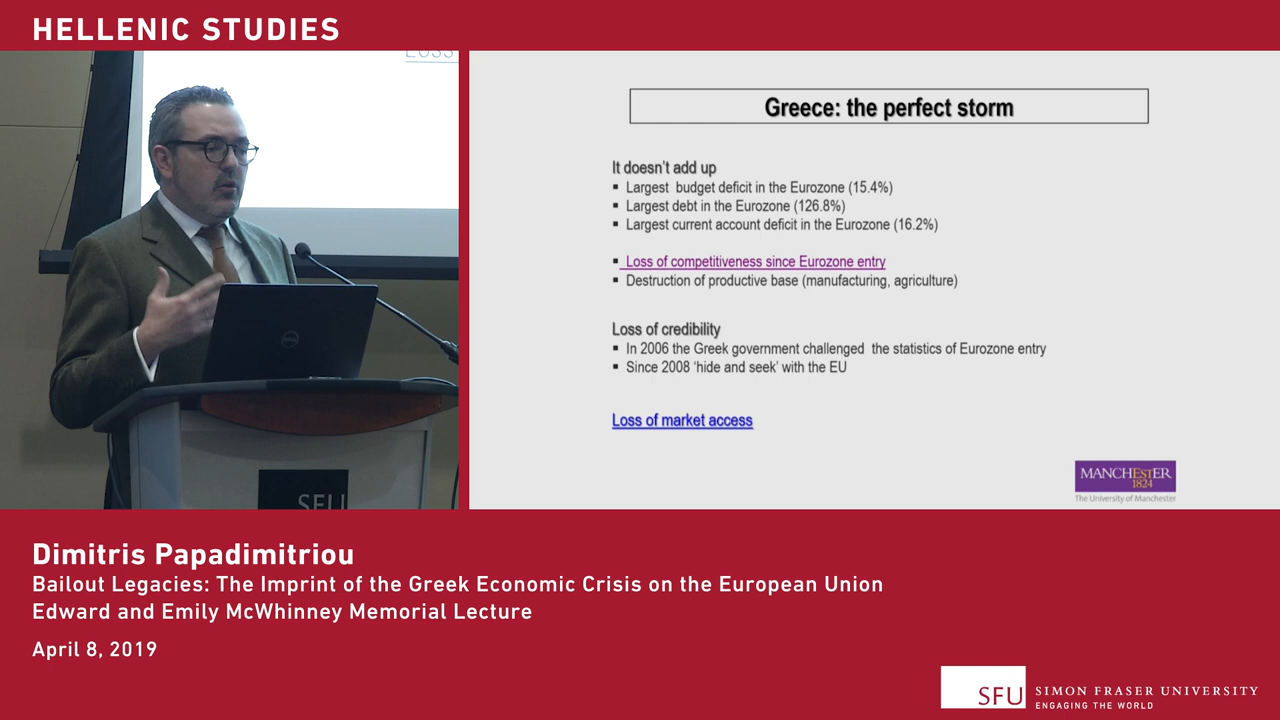 HELLENIC STUDIES
Greece: the perfect storm
It doesn't add up
▪ Largest  budget deficit in the Eurozone (15.4%)
▪ Largest debt in the Eurozone (126.8%)
▪ Largest current account deficit in the Eurozone (16.2%)
▪ Loss of competitiveness since Eurozone entry
▪ Destruction of productive base (manufacturing, agriculture)
Loss of credibility
▪ In 2006 the Greek government challenged  the statistics of Eurozone entry
▪ Since 2008 'hide and seek' with the EU
Loss of market access
MANCHESTER
1824
The University of Manchester
DELL
SFU
Dimitris Papadimitriou
Bailout Legacies: The Imprint of the Greek Economic Crisis on the European Union
Edward and Emily McWhinney Memorial Lecture
April 8, 2019
SFU
SIMON FRASER UNIVERSITY
ENGAGING THE WORLD